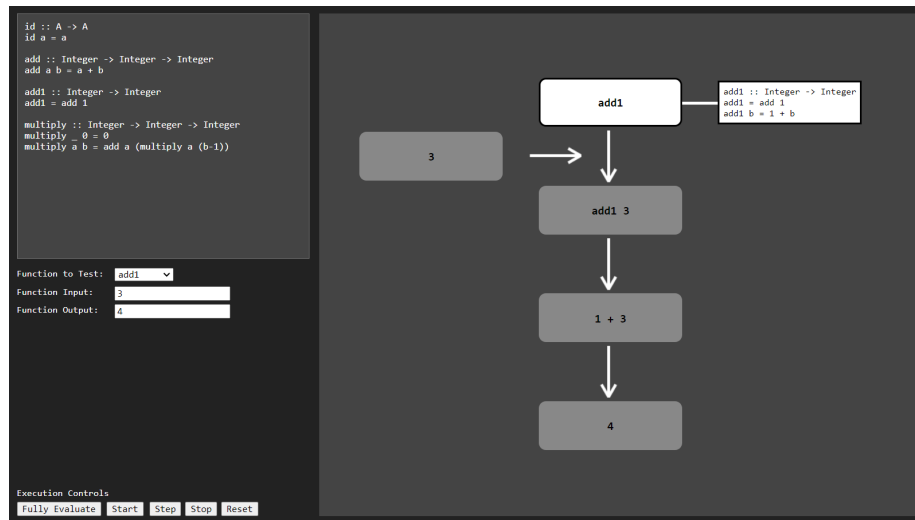 id :: A -> A
id a = a
add :: Integer -> Integer -> Integer
add a b = a + b
add1 :: Integer -> Integer
add1 = add 1
multiply :: Integer -> Integer -> Integer
multiply _ 0 = 0
multiply a b = add a (multiply a (b-1))
Function to Test: add1
Function Input: 3
Function Output: 4
Execution Controls
Fully Evaluate Start Step Stop Reset
add1
add1 :: Integer -> Integer
add1 = add 1
add1 b = 1 + b
3
add1 3
1 + 3
4